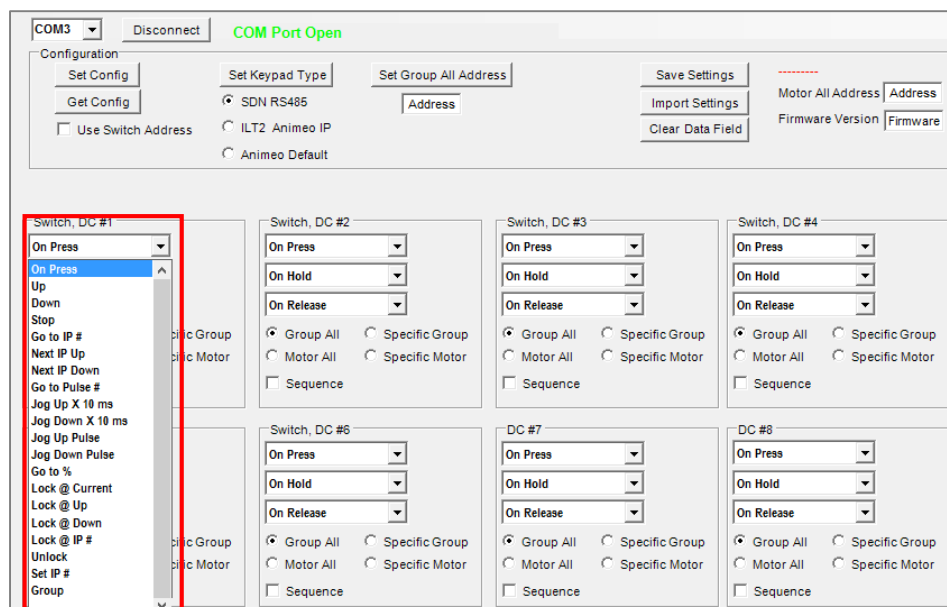 COM3 Disconnect COM Port Open
Configuration
Set Config Set Keypad Type Set Group All Address Save Settings ---------
Get Config SDN RS485 Address Import Settings Motor All Address Address
Use Switch Address ILT2 Animeo IP Clear Data Field Firmware Version Firmware
Animeo Default
Switch, DC #1 Switch, DC #2 Switch, DC #3 Switch, DC #4
On Press On Press On Press On Press
On Press On Hold On Hold On Hold
Up
Down On Release On Release On Release
Stop
Go to IP # cific Group Group All Specific Group Group All Specific Group Group All Specific Group
Next IP Up cific Motor Motor All Specific Motor Motor All Specific Motor Motor All Specific Motor
Next IP Down
Go to Pulse # Sequence Sequence Sequence
Jog Up X 10 ms
Jog Down X 10 ms Switch, DC #6 DC #7 DC #8
Jog Up Pulse On Press On Press On Press
Jog Down Pulse
Go to % On Hold On Hold On Hold
Lock @ Current
Lock @ Up On Release On Release On Release
Lock @ Down
Lock @ IP # cific Group Group All Specific Group Group All Specific Group Group All Specific Group
Unlock cific Motor Motor All Specific Motor Motor All Specific Motor Motor All Specific Motor
Set IP #
Group Sequence Sequence Sequence